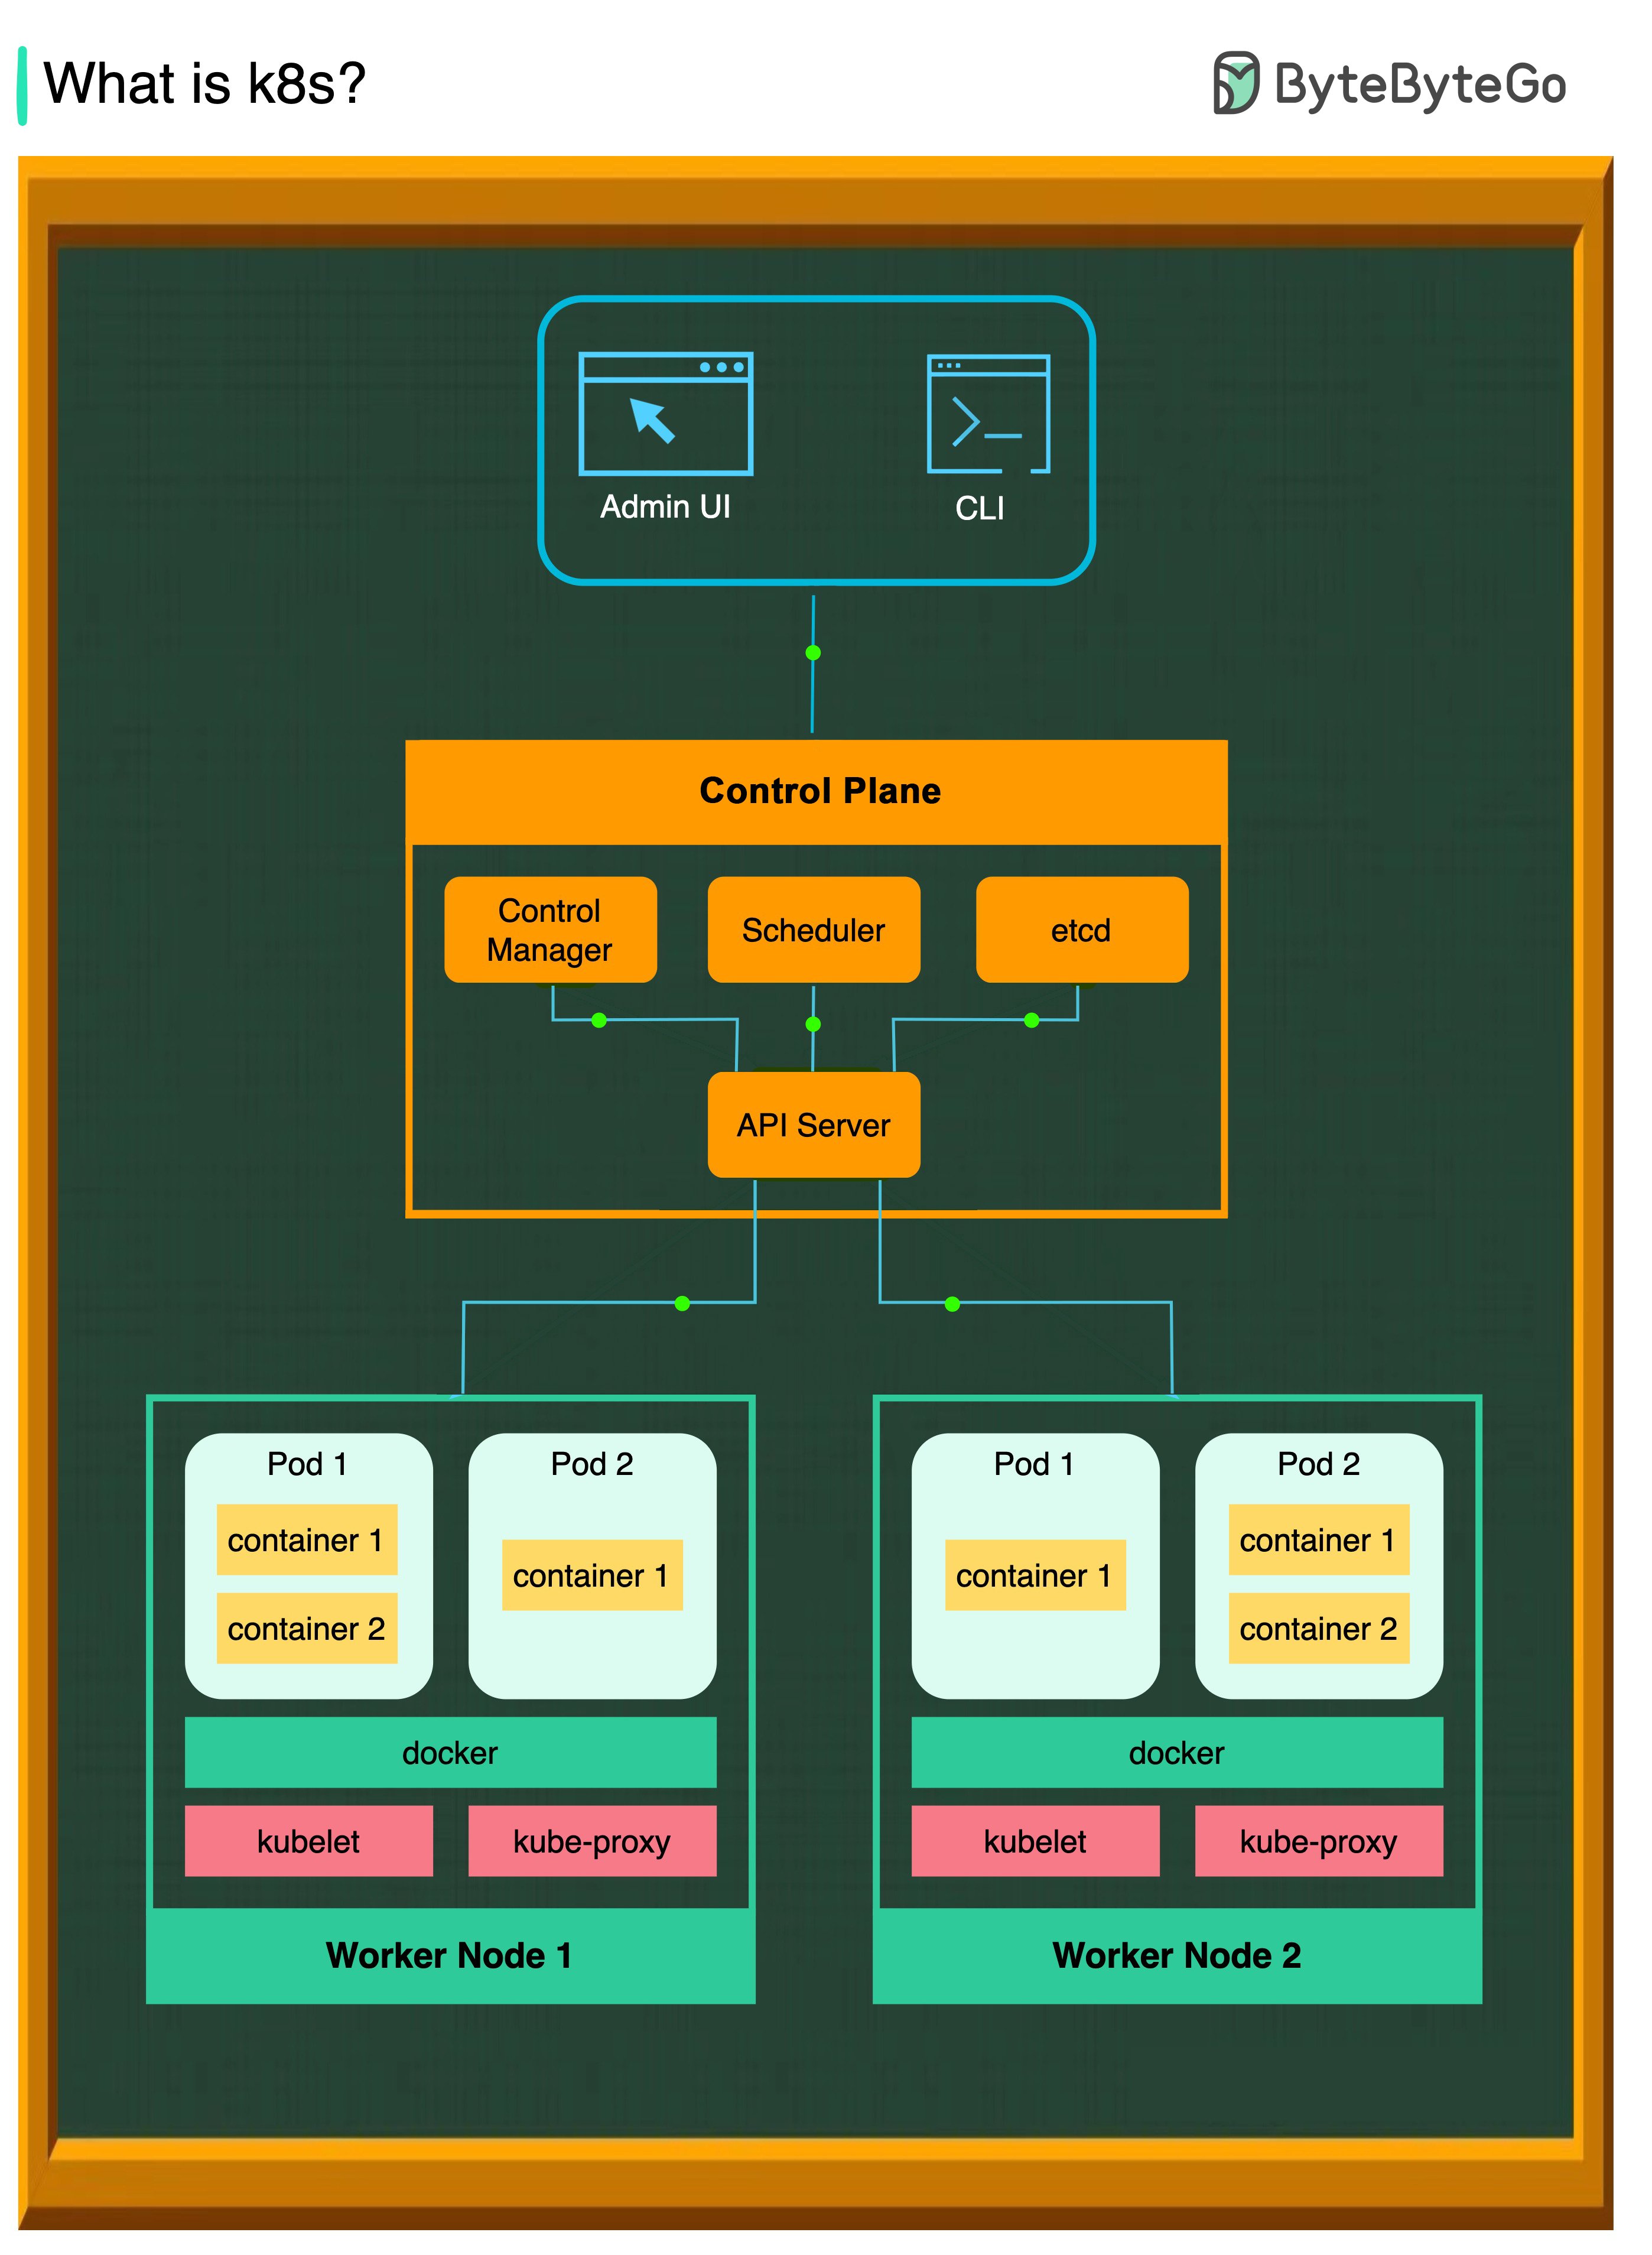 What is k8s?
ByteByteGo
Admin UI
CLI
Control Plane
Control
Manager
Scheduler
etcd
API Server
Pod 1
container 1
container 2
Pod 2
container 1
docker
kubelet
kube-proxy
Worker Node 1
Pod 1
container 1
Pod 2
container 1
container 2
docker
kubelet
kube-proxy
Worker Node 2